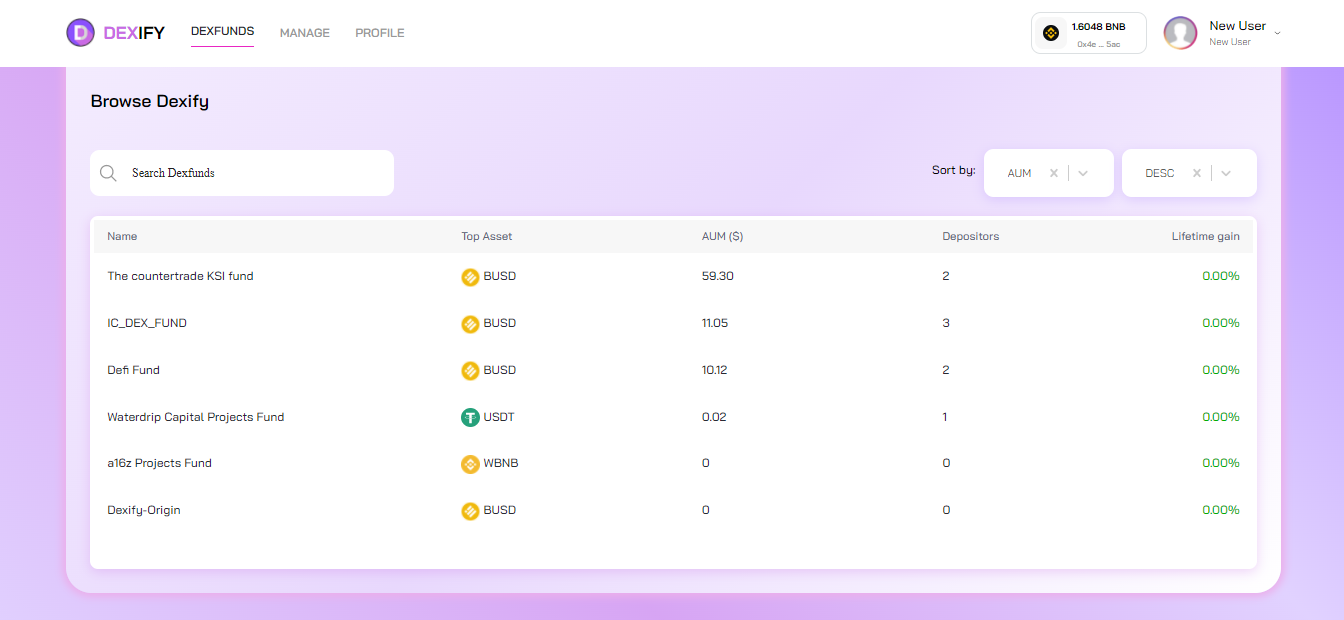 DEXIFY DEXFUNDS MANAGE PROFILE 1.6048 BNB New User
0x4e ... 5ac New User
Browse Dexify
Search Dexfunds Sort by: AUM DESC
Name Top Asset AUM ($) Depositors Lifetime gain
The countertrade KSI fund BUSD 59.30 2 0.00%
IC_DEX_FUND BUSD 11.05 3 0.00%
Defi Fund BUSD 10.12 2 0.00%
Waterdrip Capital Projects Fund USDT 0.02 1 0.00%
a16z Projects Fund WBNB 0 0 0.00%
Dexify-Origin BUSD 0 0 0.00%